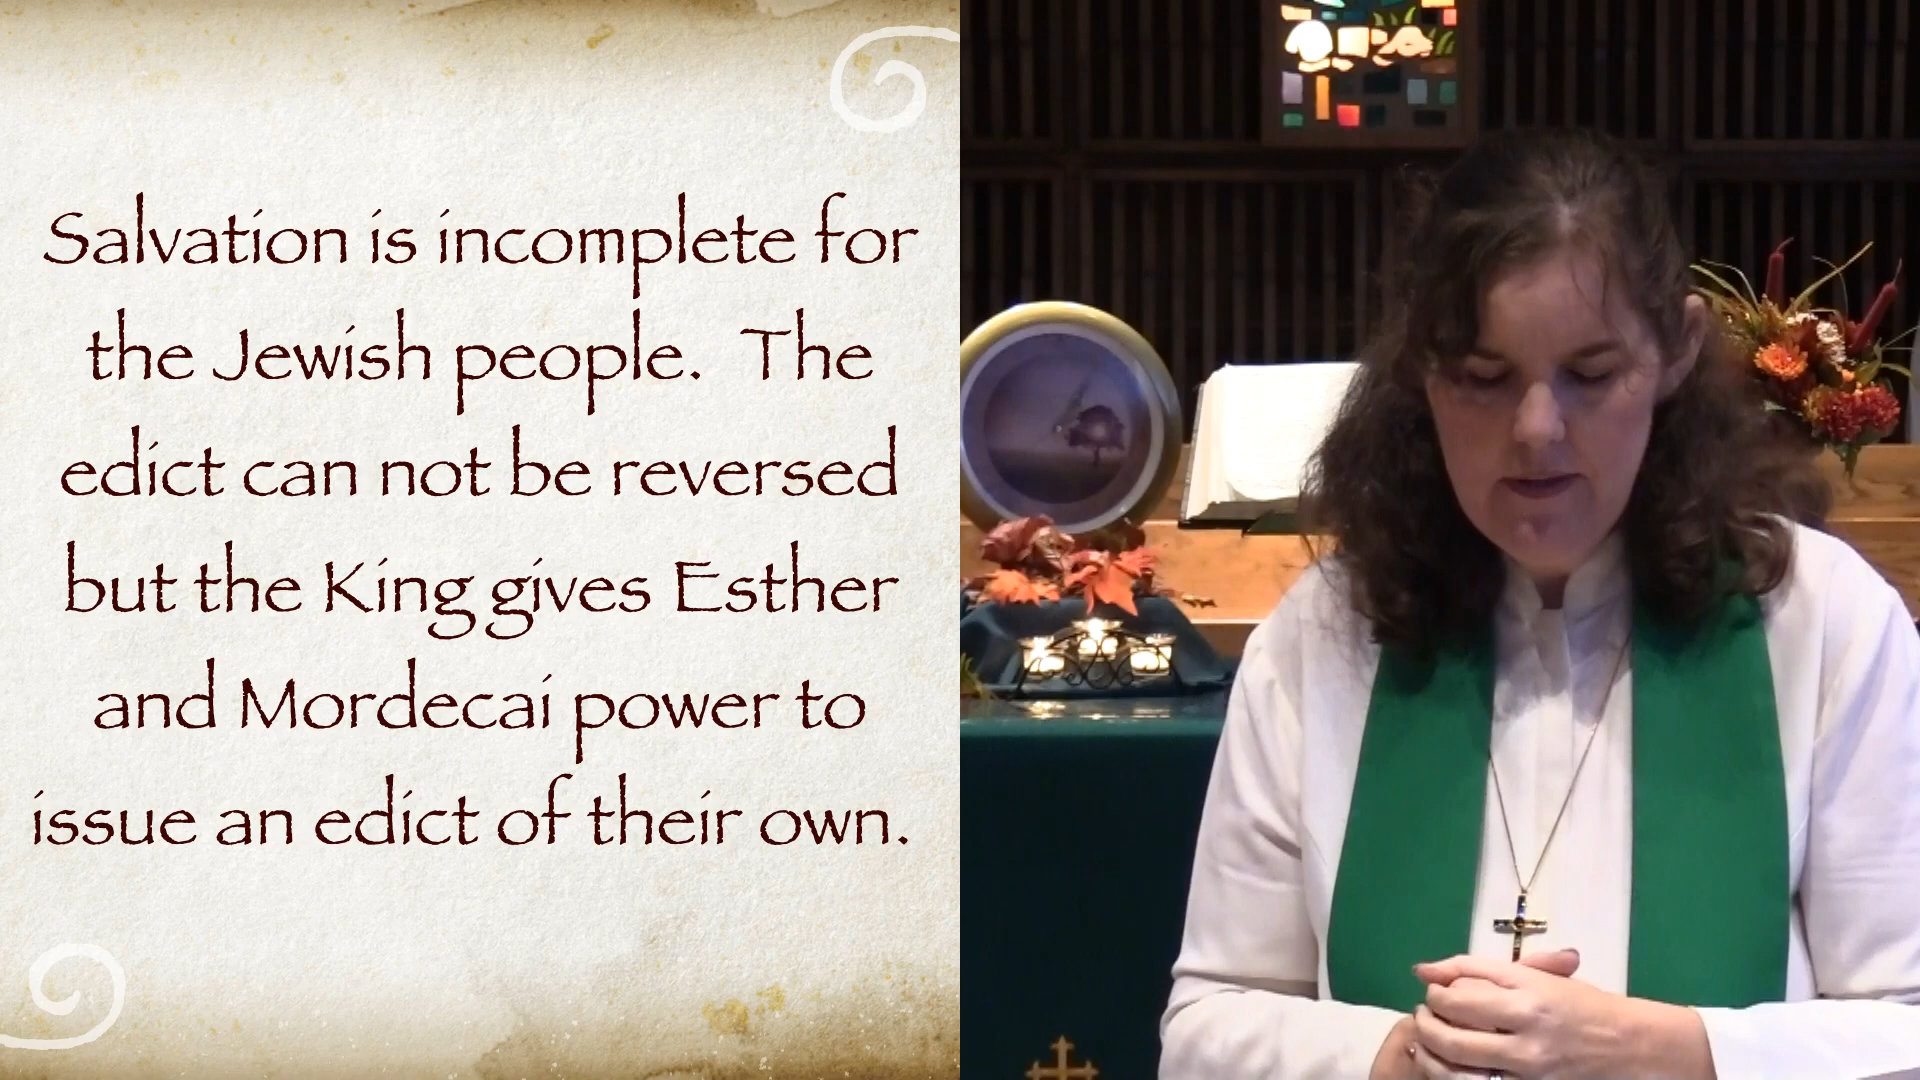 Salvation is incomplete for
the Jewish people. The
edict can not be reversed
but the King gives Esther
and Mordecai power to
issue an edict of their own.